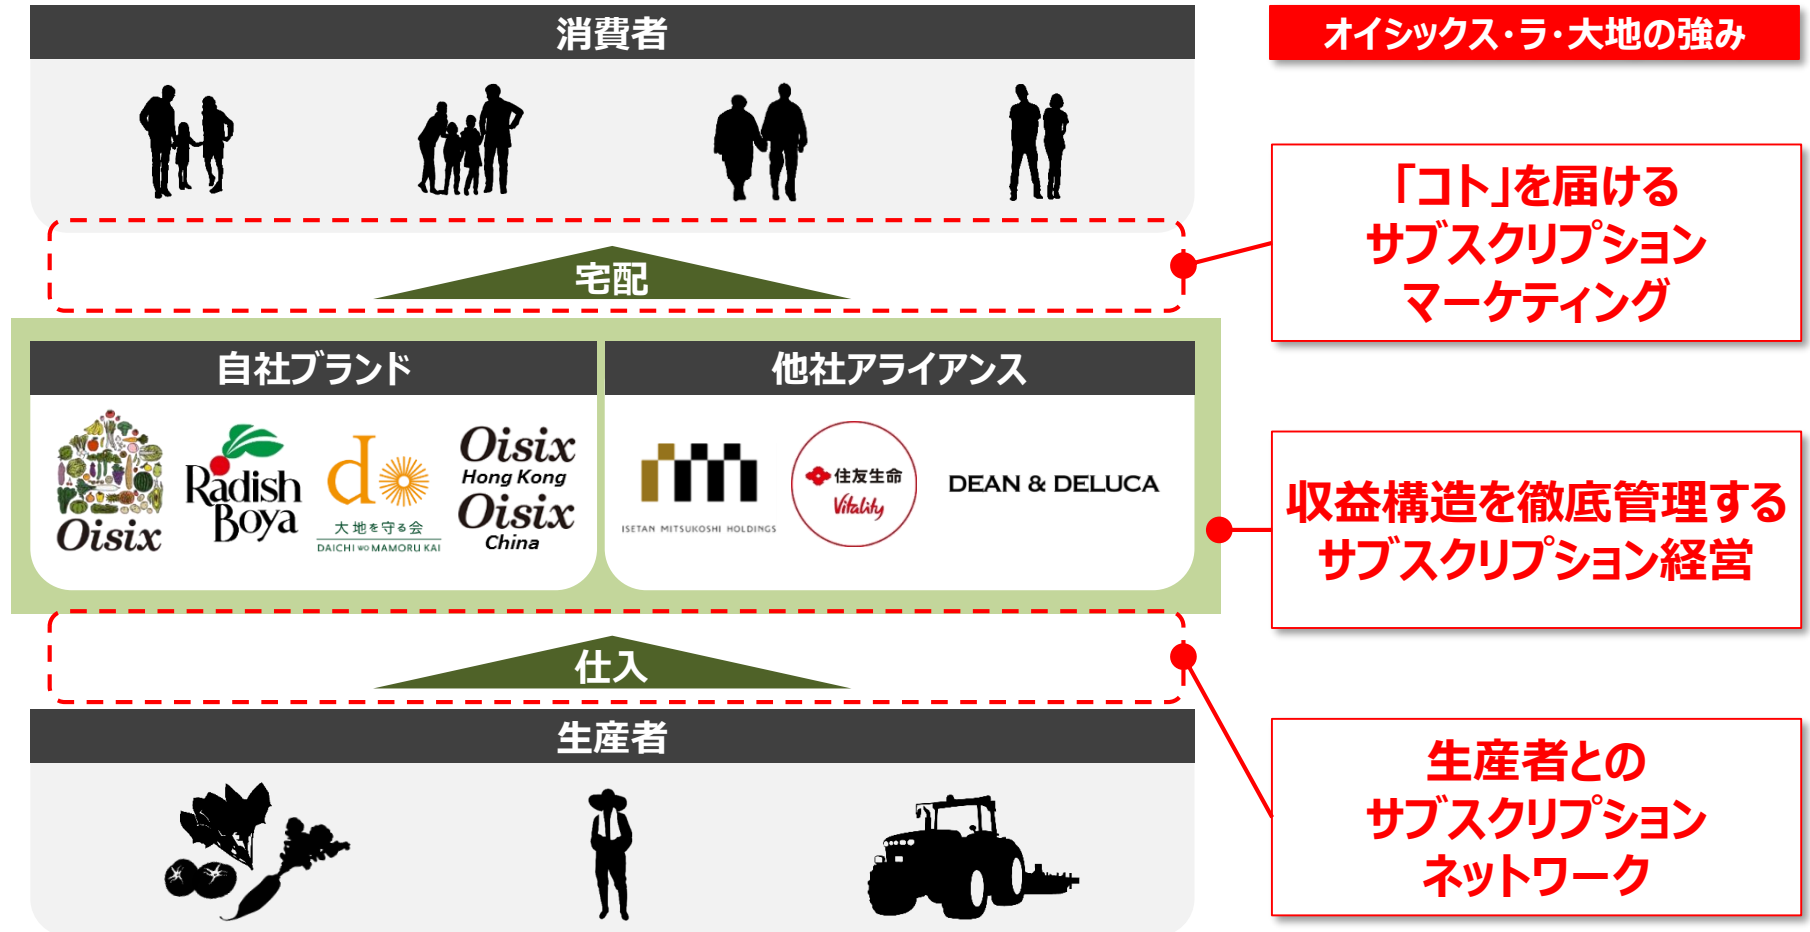 消費者
オイシックス・ラ・大地の強み
「コト」を届ける
サブスクリプション
マーケティング
宅配
自社ブランド
他社アライアンス
Oisix
Radish
Boya
do
大地を守る会
DAICHI WO MAMORU KAI
Oisix
Hong Kong
Oisix
China
ISETAN MITSUKOSHI HOLDINGS
住友生命
Vitality
DEAN & DELUCA
収益構造を徹底管理する
サブスクリプション経営
仕入
生産者
生産者との
サブスクリプション
ネットワーク